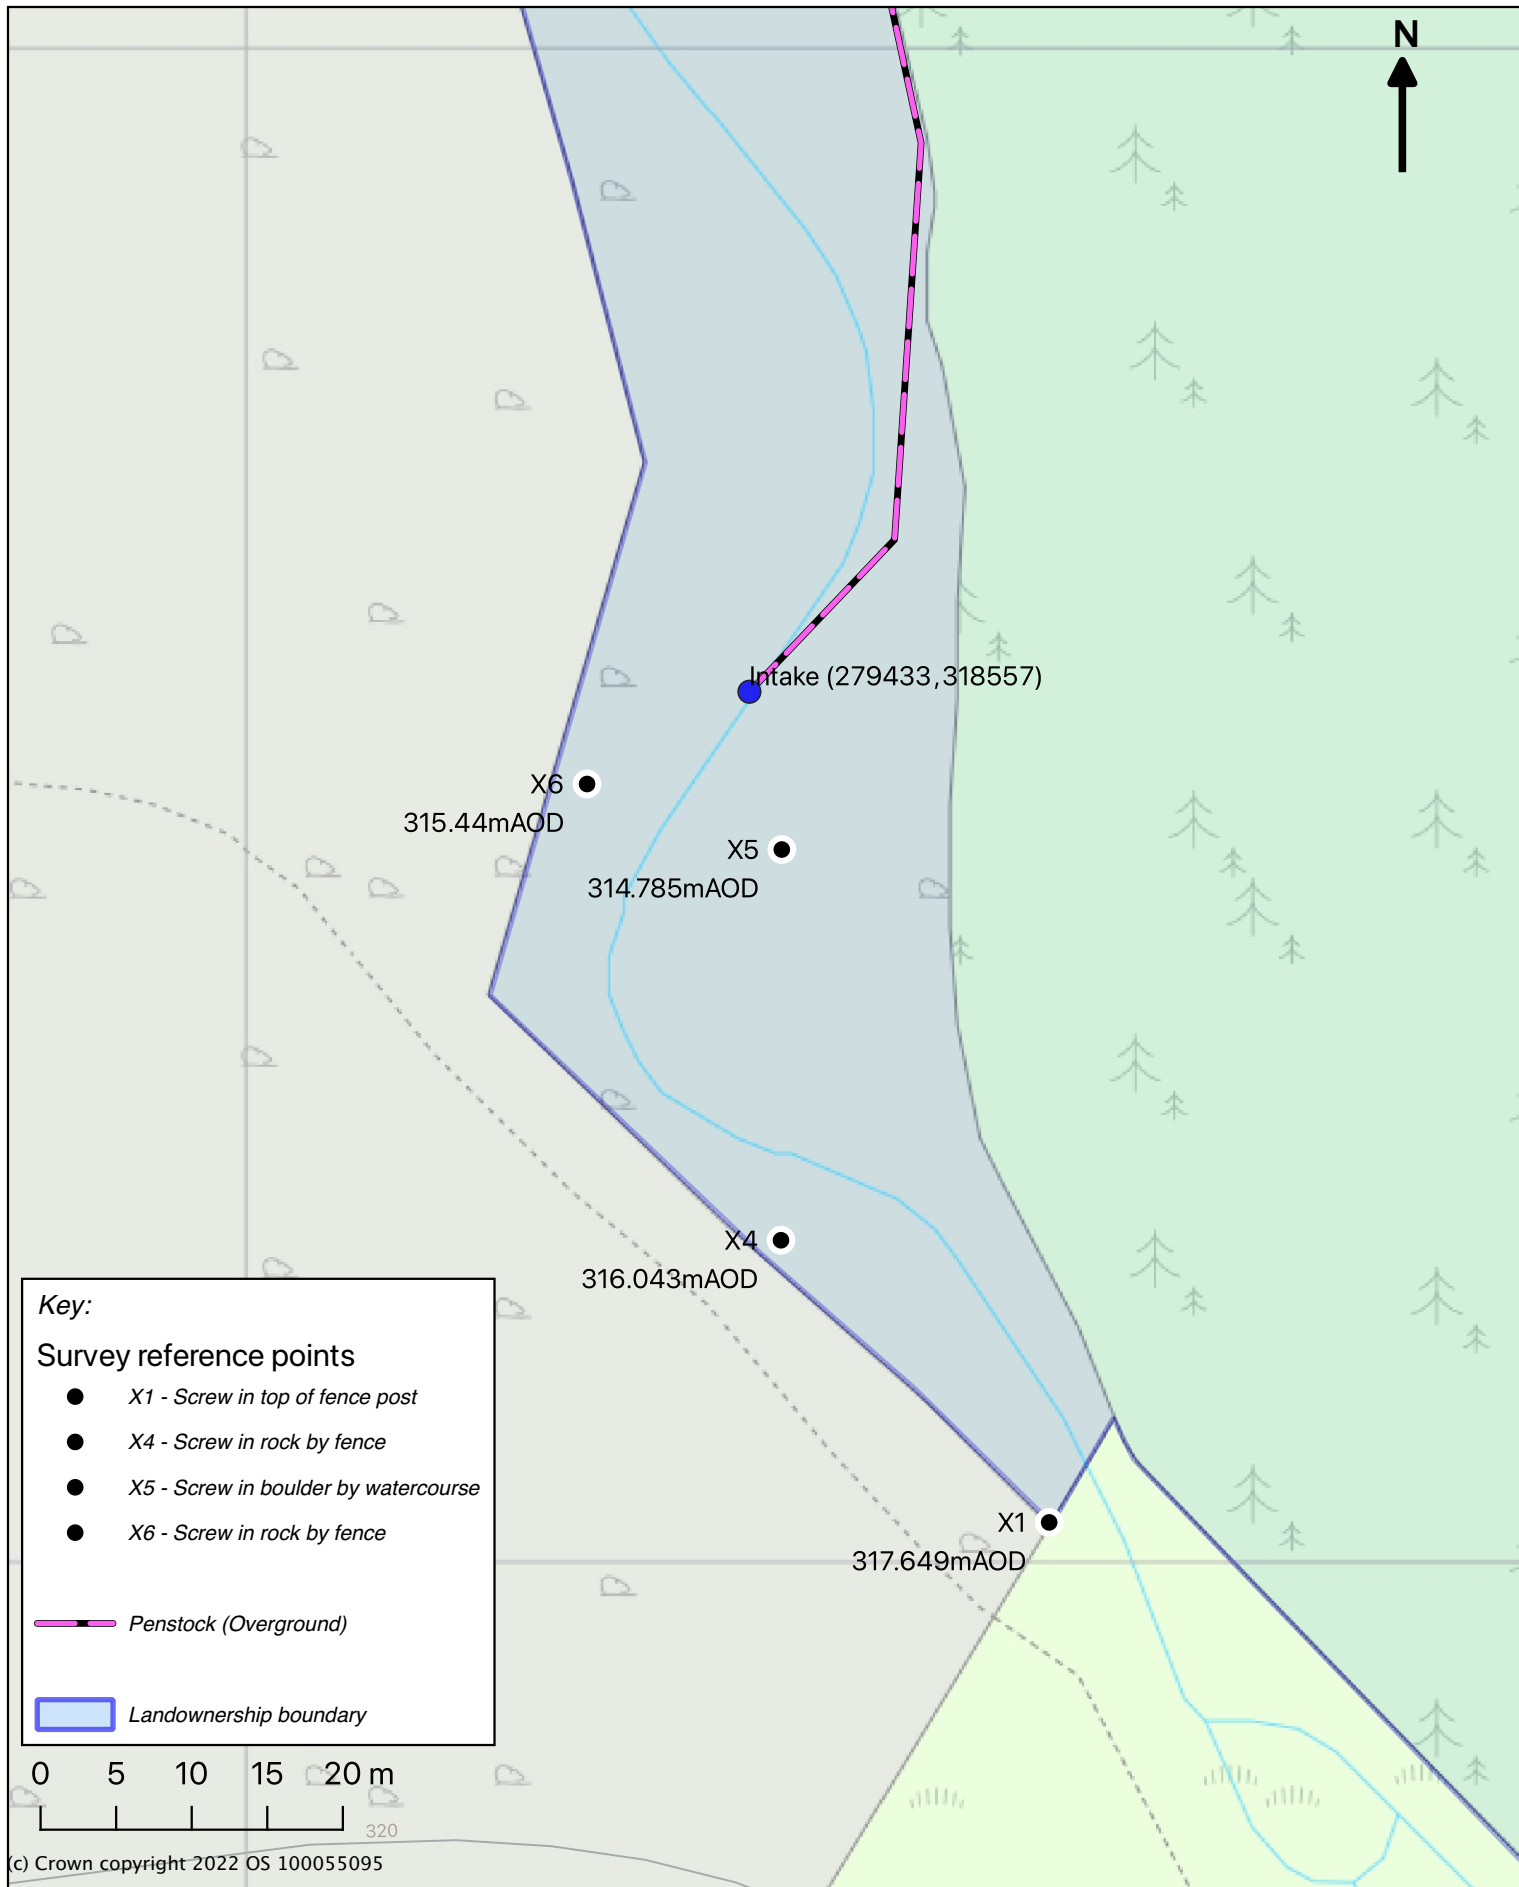 N
Intake (279433,318557)
X6
315.44mAOD
X5
314.785mAOD
X4
316.043mAOD
X1
317.649mAOD
Key:
Survey reference points
X1 - Screw in top of fence post
X4 - Screw in rock by fence
X5 - Screw in boulder by watercourse
X6 - Screw in rock by fence
Penstock (Overground)
Landownership boundary
0 5 10 15 20 m
320
(c) Crown copyright 2022 OS 100055095